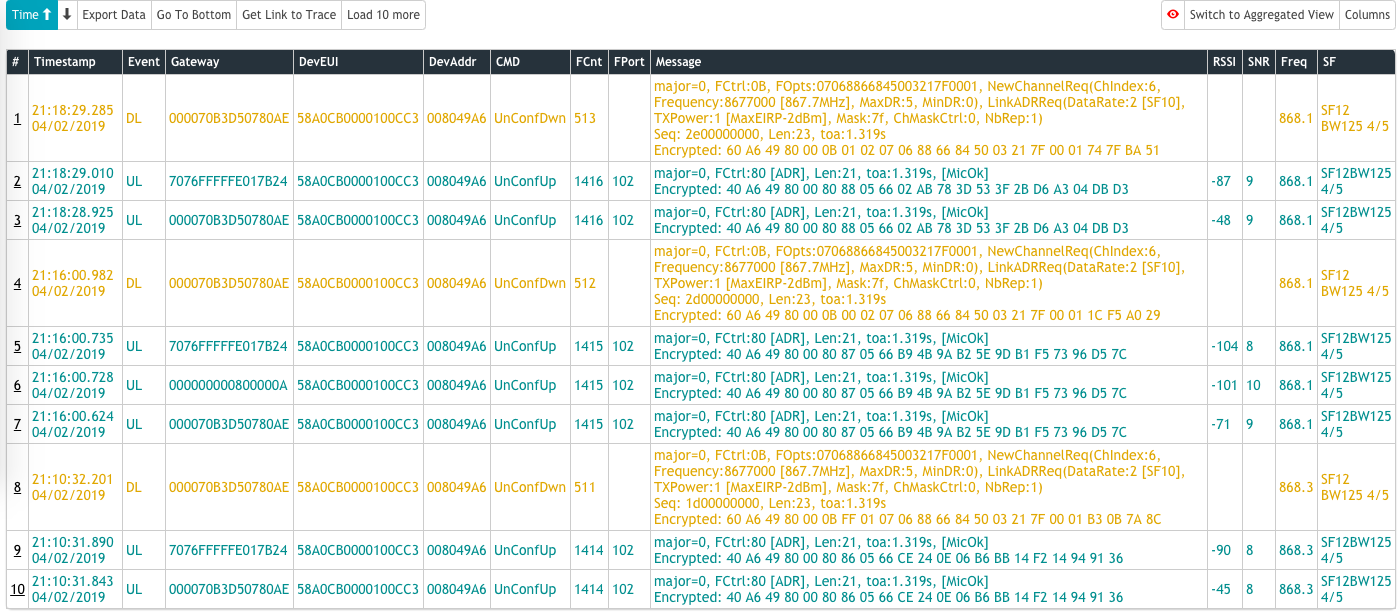 Time ↑ ↓ Export Data Go To Bottom Get Link to Trace Load 10 more Switch to Aggregated View Columns
# Timestamp Event Gateway DevEUI DevAddr CMD FCnt FPort Message RSSI SNR Freq SF
1 21:18:29.285 04/02/2019 DL 000070B3D50780AE 58A0CB0000100CC3 008049A6 UnConfDwn 513
major=0, FCtrl:0B, FOpts:07068866845003217F0001, NewChannelReq(ChIndex:6,
Frequency:8677000 [867.7MHz], MaxDR:5, MinDR:0), LinkADRReq(DataRate:2 [SF10],
TXPower:1 [MaxEIRP-2dBm], Mask:7f, ChMaskCtrl:0, NbRep:1)
Seq: 2e00000000, Len:23, toa:1.319s
Encrypted: 60 A6 49 80 00 0B 01 02 07 06 88 66 84 50 03 21 7F 00 01 74 7F BA 51
868.1 SF12 BW125 4/5
2 21:18:29.010 04/02/2019 UL 7076FFFFFE017B24 58A0CB0000100CC3 008049A6 UnConfUp 1416 102
major=0, FCtrl:80 [ADR], Len:21, toa:1.319s, [MicOk]
Encrypted: 40 A6 49 80 00 80 88 05 66 02 AB 78 3D 53 3F 2B D6 A3 04 DB D3
-87 9 868.1 SF12BW125 4/5
3 21:18:28.925 04/02/2019 UL 000070B3D50780AE 58A0CB0000100CC3 008049A6 UnConfUp 1416 102
major=0, FCtrl:80 [ADR], Len:21, toa:1.319s, [MicOk]
Encrypted: 40 A6 49 80 00 80 88 05 66 02 AB 78 3D 53 3F 2B D6 A3 04 DB D3
-48 9 868.1 SF12BW125 4/5
4 21:16:00.982 04/02/2019 DL 000070B3D50780AE 58A0CB0000100CC3 008049A6 UnConfDwn 512
major=0, FCtrl:0B, FOpts:07068866845003217F0001, NewChannelReq(ChIndex:6,
Frequency:8677000 [867.7MHz], MaxDR:5, MinDR:0), LinkADRReq(DataRate:2 [SF10],
TXPower:1 [MaxEIRP-2dBm], Mask:7f, ChMaskCtrl:0, NbRep:1)
Seq: 2d00000000, Len:23, toa:1.319s
Encrypted: 60 A6 49 80 00 0B 00 02 07 06 88 66 84 50 03 21 7F 00 01 1C F5 A0 29
868.1 SF12 BW125 4/5
5 21:16:00.735 04/02/2019 UL 7076FFFFFE017B24 58A0CB0000100CC3 008049A6 UnConfUp 1415 102
major=0, FCtrl:80 [ADR], Len:21, toa:1.319s, [MicOk]
Encrypted: 40 A6 49 80 00 80 87 05 66 B9 4B 9A B2 5E 9D B1 F5 73 96 D5 7C
-104 8 868.1 SF12BW125 4/5
6 21:16:00.728 04/02/2019 UL 000000000800000A 58A0CB0000100CC3 008049A6 UnConfUp 1415 102
major=0, FCtrl:80 [ADR], Len:21, toa:1.319s, [MicOk]
Encrypted: 40 A6 49 80 00 80 87 05 66 B9 4B 9A B2 5E 9D B1 F5 73 96 D5 7C
-101 10 868.1 SF12BW125 4/5
7 21:16:00.624 04/02/2019 UL 000070B3D50780AE 58A0CB0000100CC3 008049A6 UnConfUp 1415 102
major=0, FCtrl:80 [ADR], Len:21, toa:1.319s, [MicOk]
Encrypted: 40 A6 49 80 00 80 87 05 66 B9 4B 9A B2 5E 9D B1 F5 73 96 D5 7C
-71 9 868.1 SF12BW125 4/5
8 21:10:32.201 04/02/2019 DL 000070B3D50780AE 58A0CB0000100CC3 008049A6 UnConfDwn 511
major=0, FCtrl:0B, FOpts:07068866845003217F0001, NewChannelReq(ChIndex:6,
Frequency:8677000 [867.7MHz], MaxDR:5, MinDR:0), LinkADRReq(DataRate:2 [SF10],
TXPower:1 [MaxEIRP-2dBm], Mask:7f, ChMaskCtrl:0, NbRep:1)
Seq: 1d00000000, Len:23, toa:1.319s
Encrypted: 60 A6 49 80 00 0B FF 01 07 06 88 66 84 50 03 21 7F 00 01 B3 0B 7A 8C
868.3 SF12 BW125 4/5
9 21:10:31.890 04/02/2019 UL 7076FFFFFE017B24 58A0CB0000100CC3 008049A6 UnConfUp 1414 102
major=0, FCtrl:80 [ADR], Len:21, toa:1.319s, [MicOk]
Encrypted: 40 A6 49 80 00 80 86 05 66 CE 24 0E 06 B6 BB 14 F2 14 94 91 36
-90 8 868.3 SF12BW125 4/5
10 21:10:31.843 04/02/2019 UL 000070B3D50780AE 58A0CB0000100CC3 008049A6 UnConfUp 1414 102
major=0, FCtrl:80 [ADR], Len:21, toa:1.319s, [MicOk]
Encrypted: 40 A6 49 80 00 80 86 05 66 CE 24 0E 06 B6 BB 14 F2 14 94 91 36
-45 8 868.3 SF12BW125 4/5